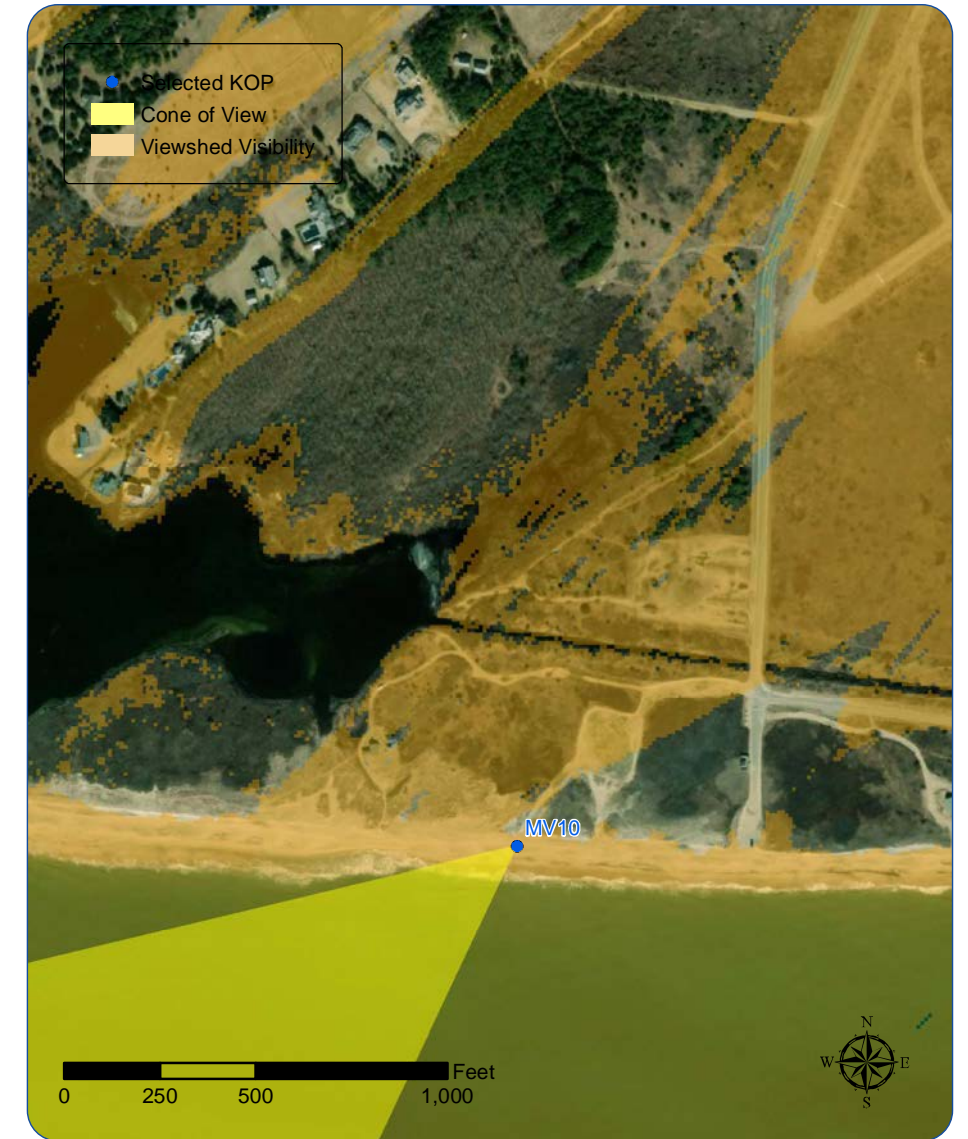 Selected KOP
Cone of View
Viewshed Visibility
MV10
Feet
0 250 500 1,000
N
W E
S